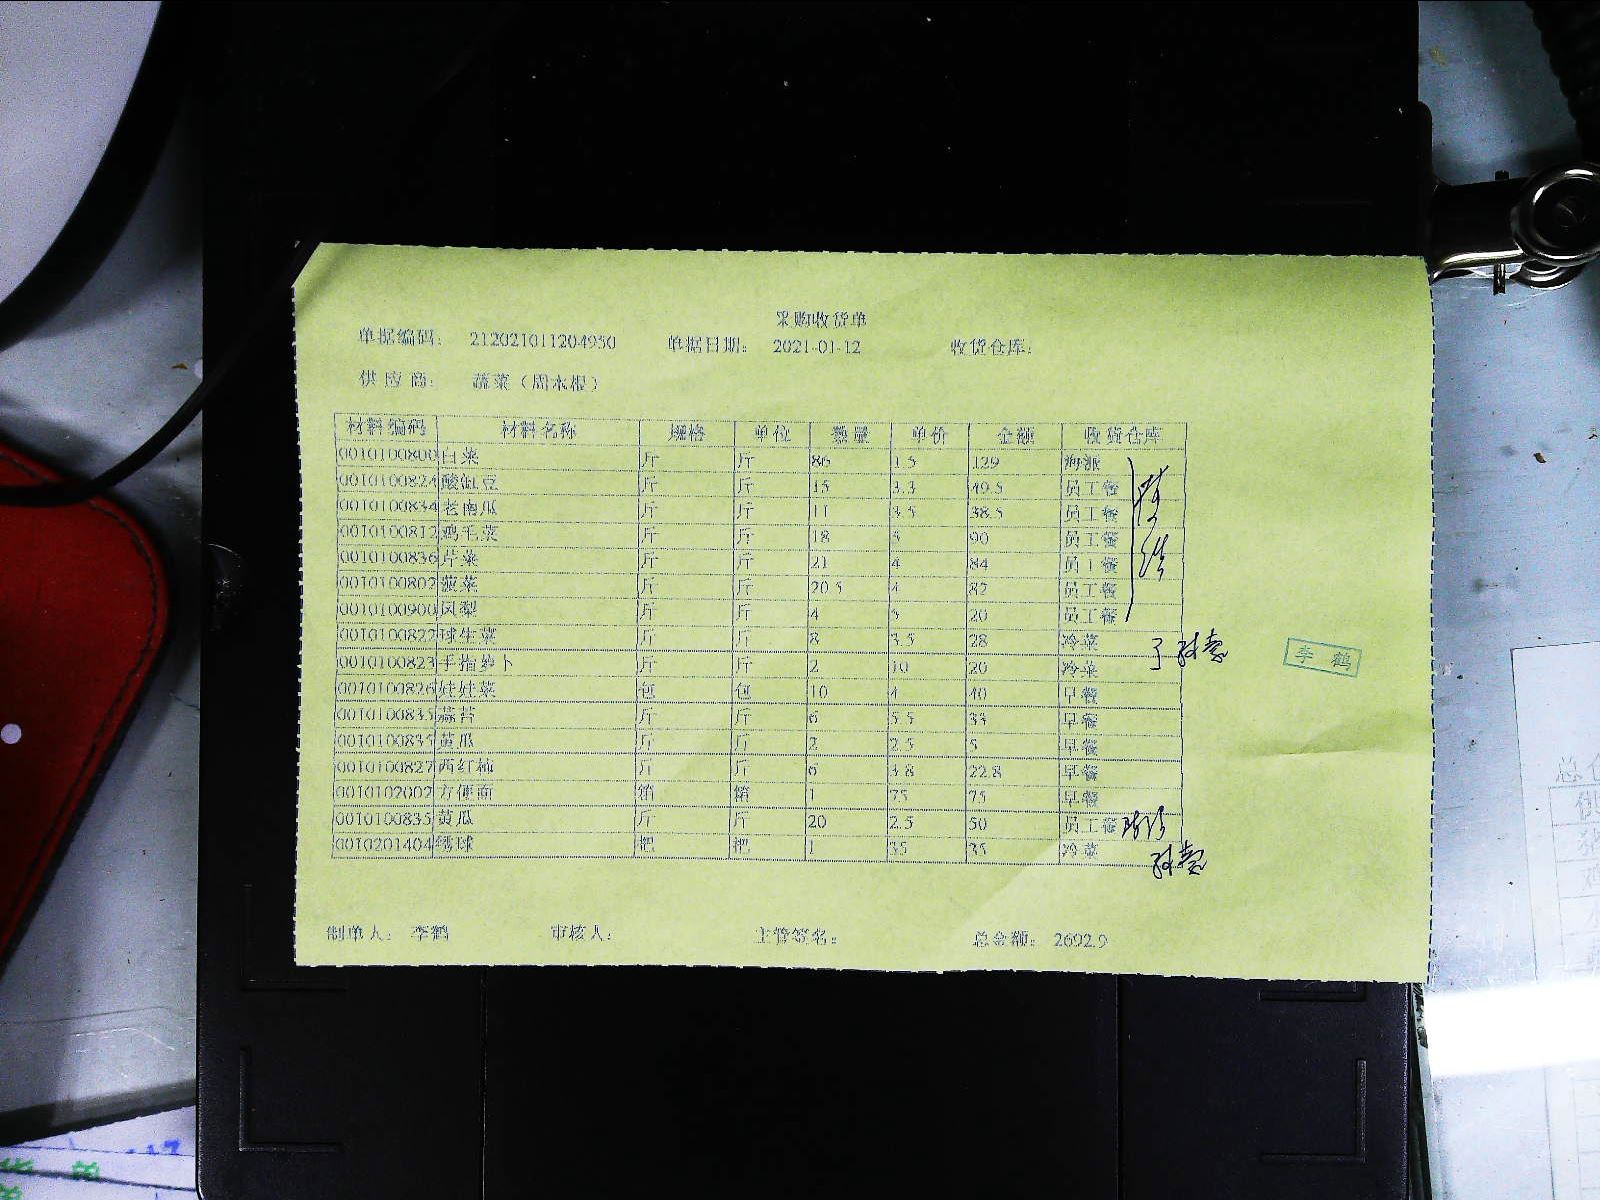 采购收货单
单据编码： 212021011204930 单据日期： 2021-01-12 收货仓库：
供 应 商： 蔬菜（周水根）
材料编码 材料名称 规格 单位 数量 单价 金额 收货仓库
0010100800 白菜 斤 斤 86 1.5 129 海派
0010100824 酸豇豆 斤 斤 15 3.3 49.5 员工餐
0010100834 老南瓜 斤 斤 11 3.5 38.5 员工餐
0010100812 鸡毛菜 斤 斤 18 5 90 员工餐
0010100836 芹菜 斤 斤 21 4 84 员工餐
0010100802 菠菜 斤 斤 20.5 4 82 员工餐
0010100900 凤梨 斤 斤 4 5 20 员工餐
0010100822 球生菜 斤 斤 8 3.5 28 冷菜
0010100823 手指萝卜 斤 斤 2 10 20 冷菜
0010100826 娃娃菜 包 包 10 4 40 早餐
0010100835 蒜苔 斤 斤 6 5.5 33 早餐
0010100835 黄瓜 斤 斤 2 2.5 5 早餐
0010100827 西红柿 斤 斤 6 3.8 22.8 早餐
0010102002 方便面 箱 箱 1 75 75 早餐
0010100835 黄瓜 斤 斤 20 2.5 50 员工餐
0010201404 绣球 把 把 1 35 35 冷菜
李 鹤
制单人： 李鹤 审核人： 主管签名： 总金额： 2692.9